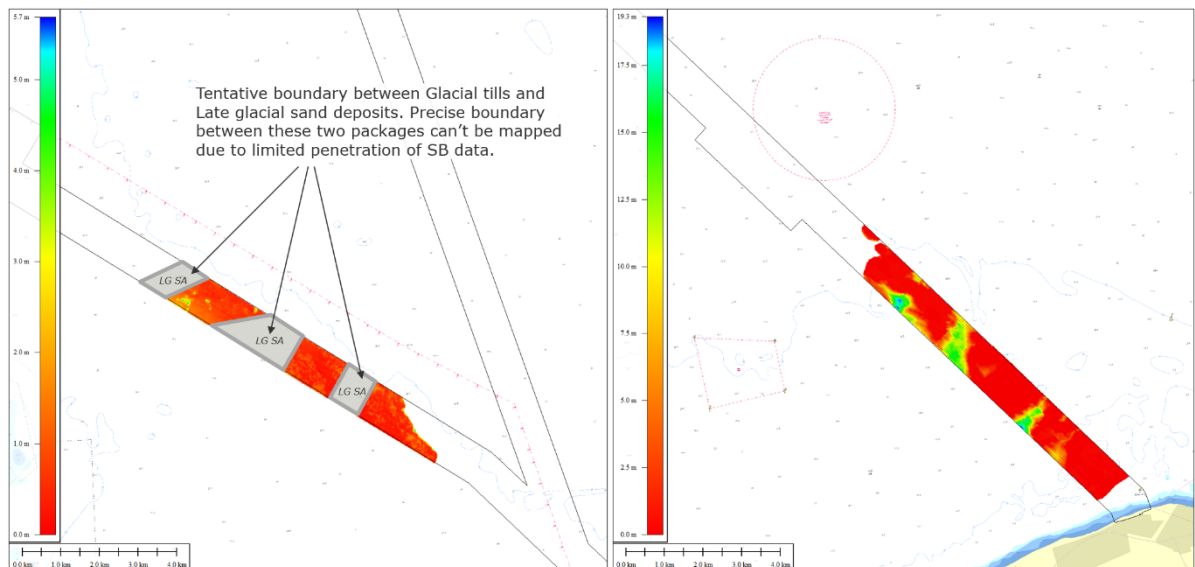 5.7 m
5.0 m
4.0 m
3.0 m
2.0 m
1.0 m
0.0 m
Tentative boundary between Glacial tills and
Late glacial sand deposits. Precise boundary
between these two packages can't be mapped
due to limited penetration of SB data.
LG SA
LG SA
LG SA
0.0 km 1.0 km 2.0 km 3.0 km 4.0 km
19.3 m
17.5 m
15.0 m
12.5 m
10.0 m
7.5 m
5.0 m
2.5 m
0.0 m
0.0 km 1.0 km 2.0 km 3.0 km 4.0 km